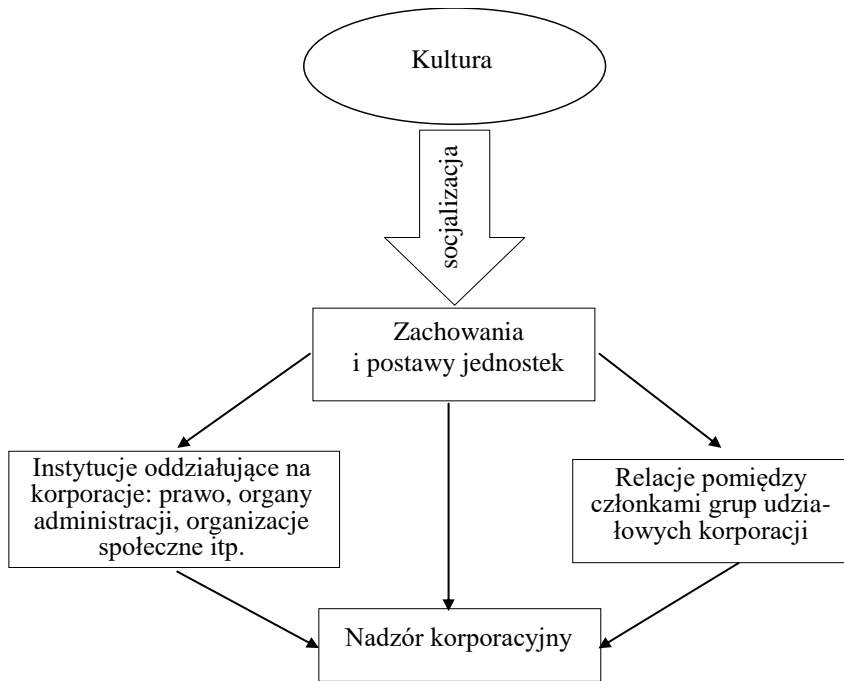 Kultura
socjalizacja
Zachowania
i postawy jednostek
Instytucje oddziałujące na
korporacje: prawo, organy
administracji, organizacje
społeczne itp.
Relacje pomiędzy
członkami grup udzia-
łowych korporacji
Nadzór korporacyjny